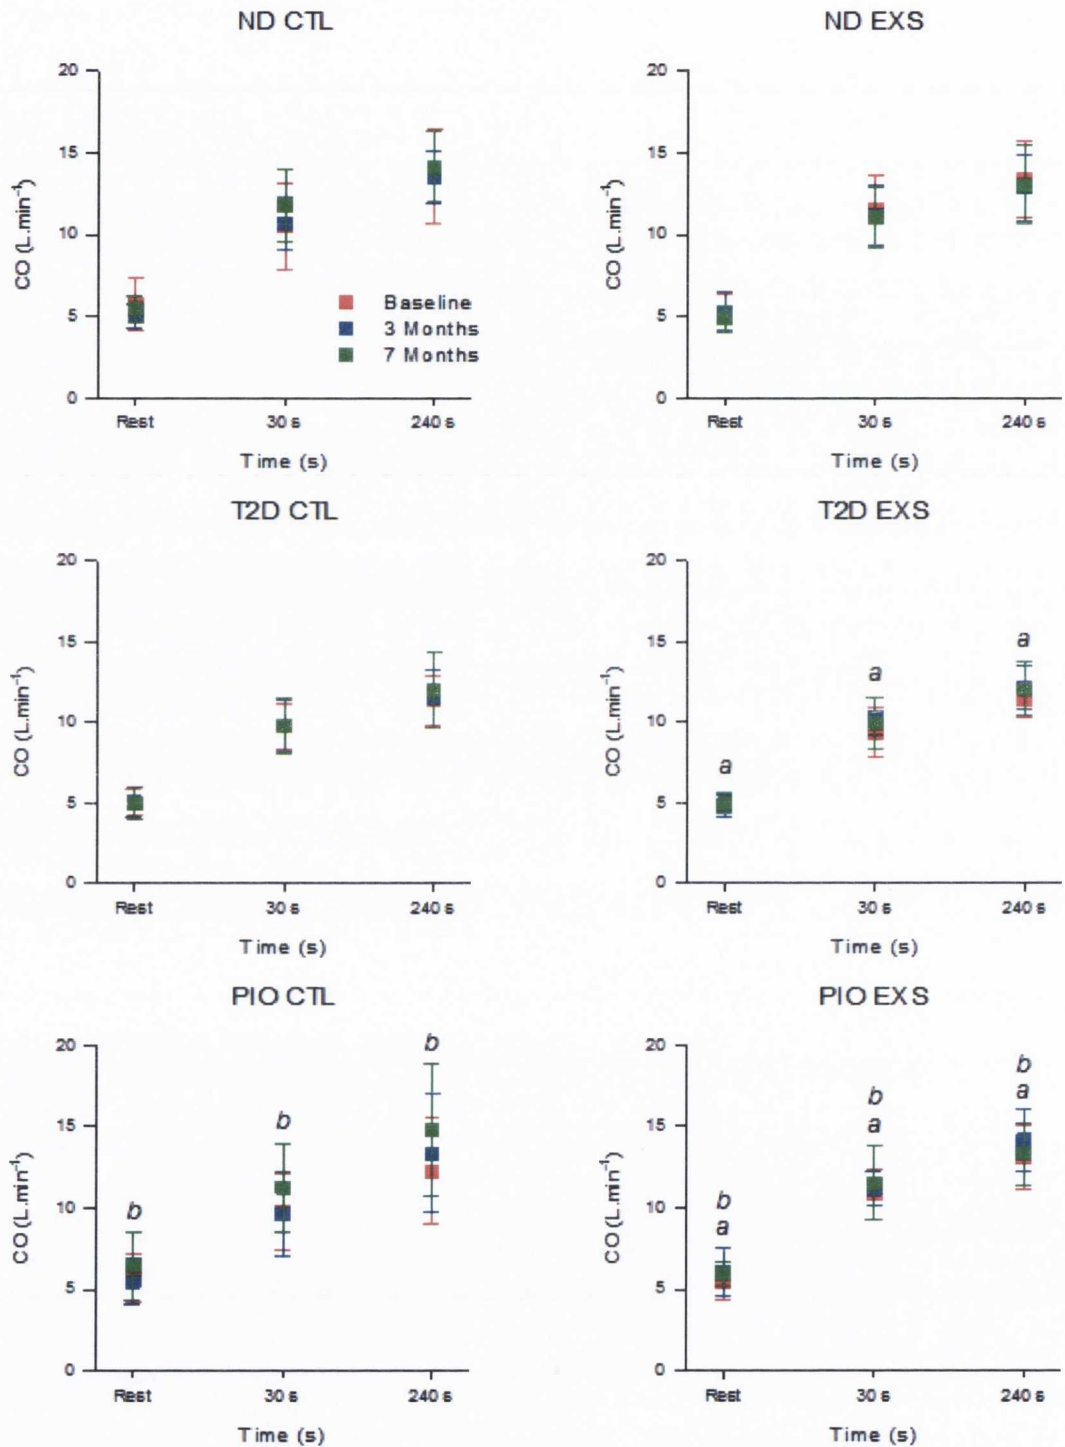 ND CTL
20
15
10
5
0
CO (L.min⁻¹)
Baseline
3 Months
7 Months
Rest
30 s
240 s
Time (s)
ND EXS
20
15
10
5
0
CO (L.min⁻¹)
Rest
30 s
240 s
Time (s)
T2D CTL
20
15
10
5
0
CO (L.min⁻¹)
Rest
30 s
240 s
Time (s)
T2D EXS
20
15
10
5
0
CO (L.min⁻¹)
a
a
a
Rest
30 s
240 s
Time (s)
PIO CTL
20
15
10
5
0
CO (L.min⁻¹)
b
b
b
Rest
30 s
240 s
Time (s)
PIO EXS
20
15
10
5
0
CO (L.min⁻¹)
b
a
b
a
b
a
Rest
30 s
240 s
Time (s)